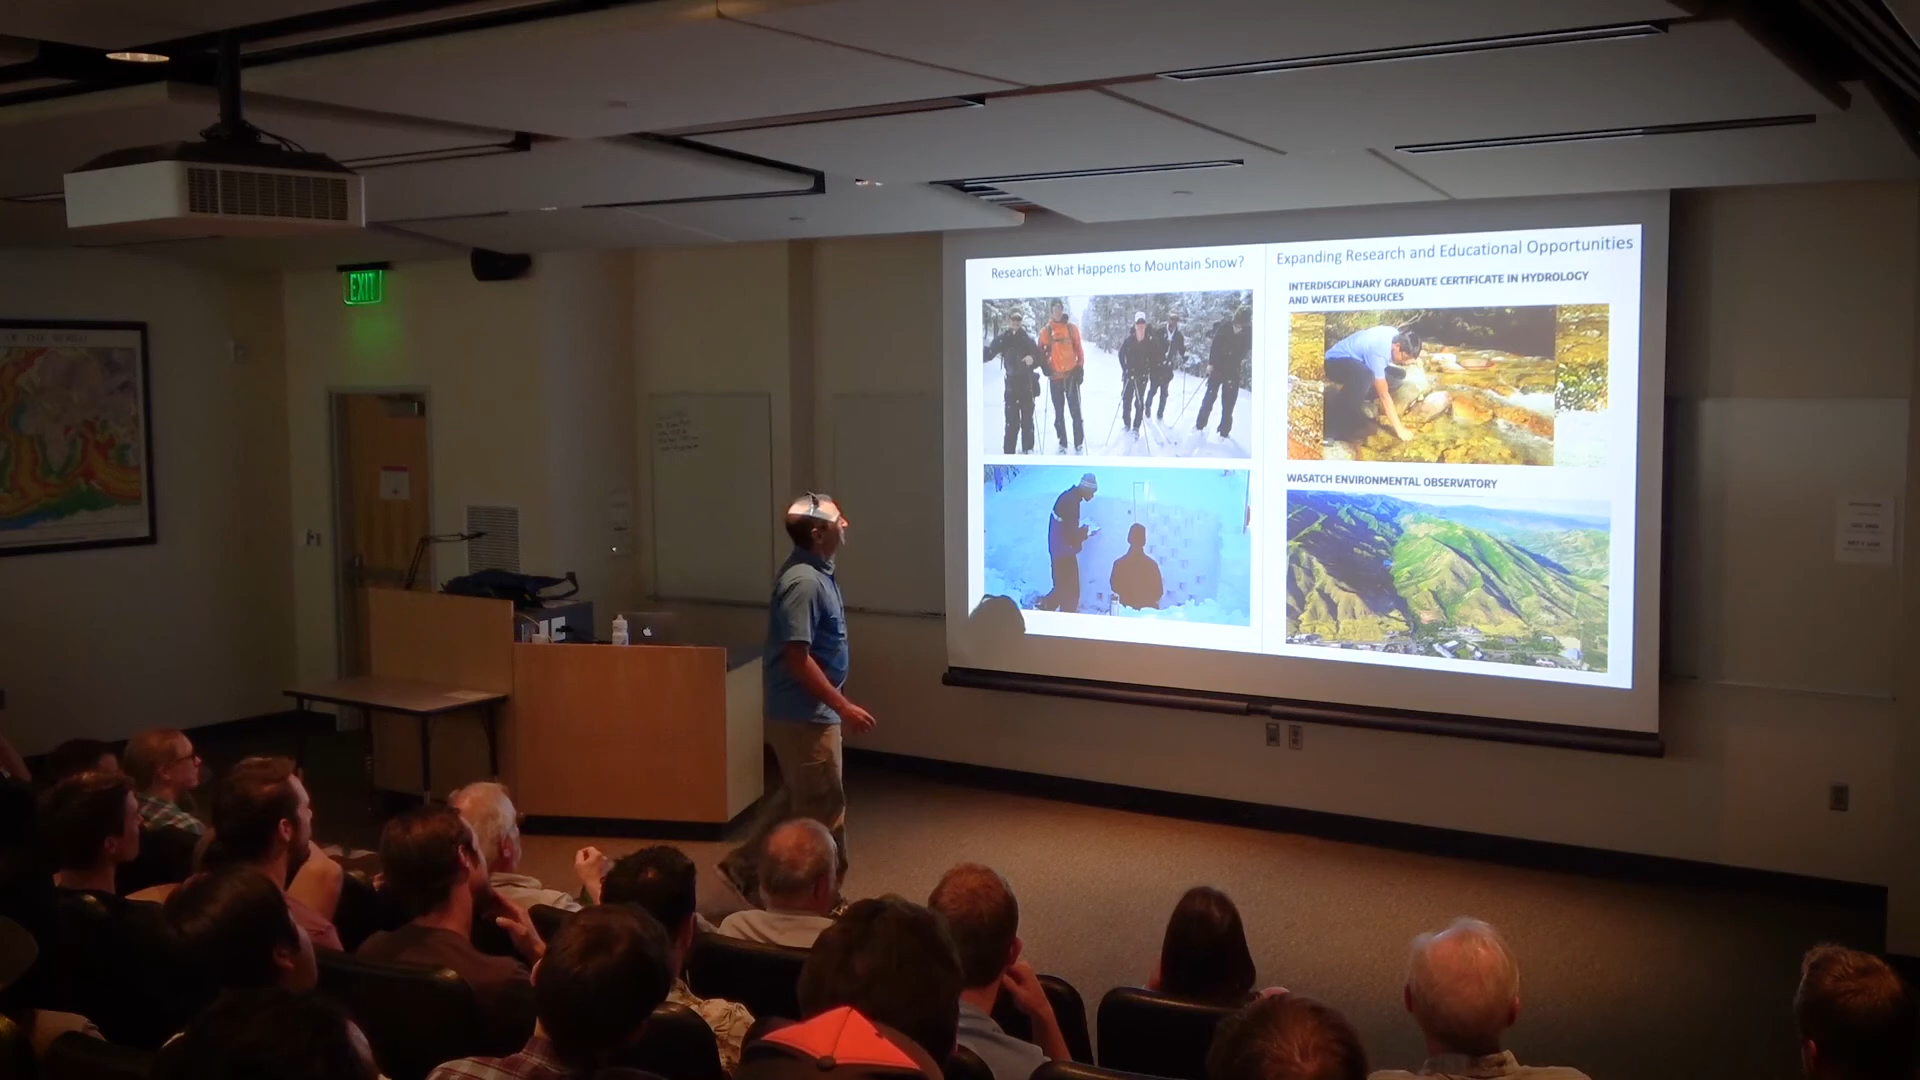 EXIT
Research: What Happens to Mountain Snow?
Expanding Research and Educational Opportunities
INTERDISCIPLINARY GRADUATE CERTIFICATE IN HYDROLOGY
AND WATER RESOURCES
WASATCH ENVIRONMENTAL OBSERVATORY